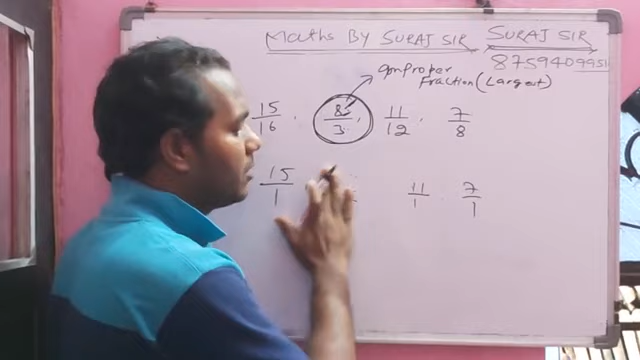 Maths By SURAJ SIR SURAJ SIR
8759409951
Improper
Fraction (Largest)
15/16 , 8/3 , 11/12 , 7/8
15/1 11/1 7/1